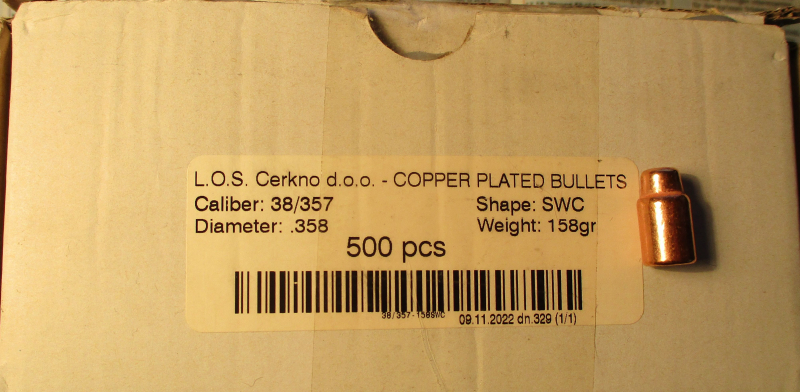 L.O.S. Cerkno d.o.o. - COPPER PLATED BULLETS
Caliber: 38/357 Shape: SWC
Diameter: .358 Weight: 158gr
500 pcs
38/357-158SWC
09.11.2022 dn.329 (1/1)